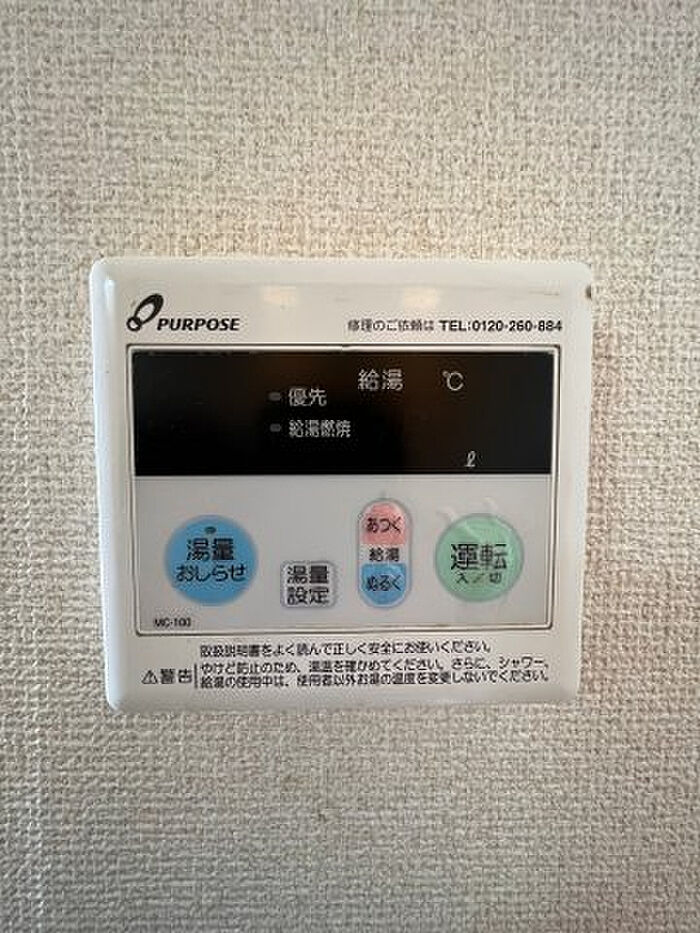 PURPOSE
修理のご依頼は TEL:0120-260-884
給湯 ℃
優先
給湯燃焼
ℓ
湯量
おしらせ
湯量
設定
あつく
給湯
ぬるく
運転
入/切
MC-100
取扱説明書をよく読んで正しく安全にお使いください。
⚠警告 やけど防止のため、湯温を確かめてください。さらに、シャワー、
給湯の使用中は、使用者以外お湯の温度を変更しないでください。